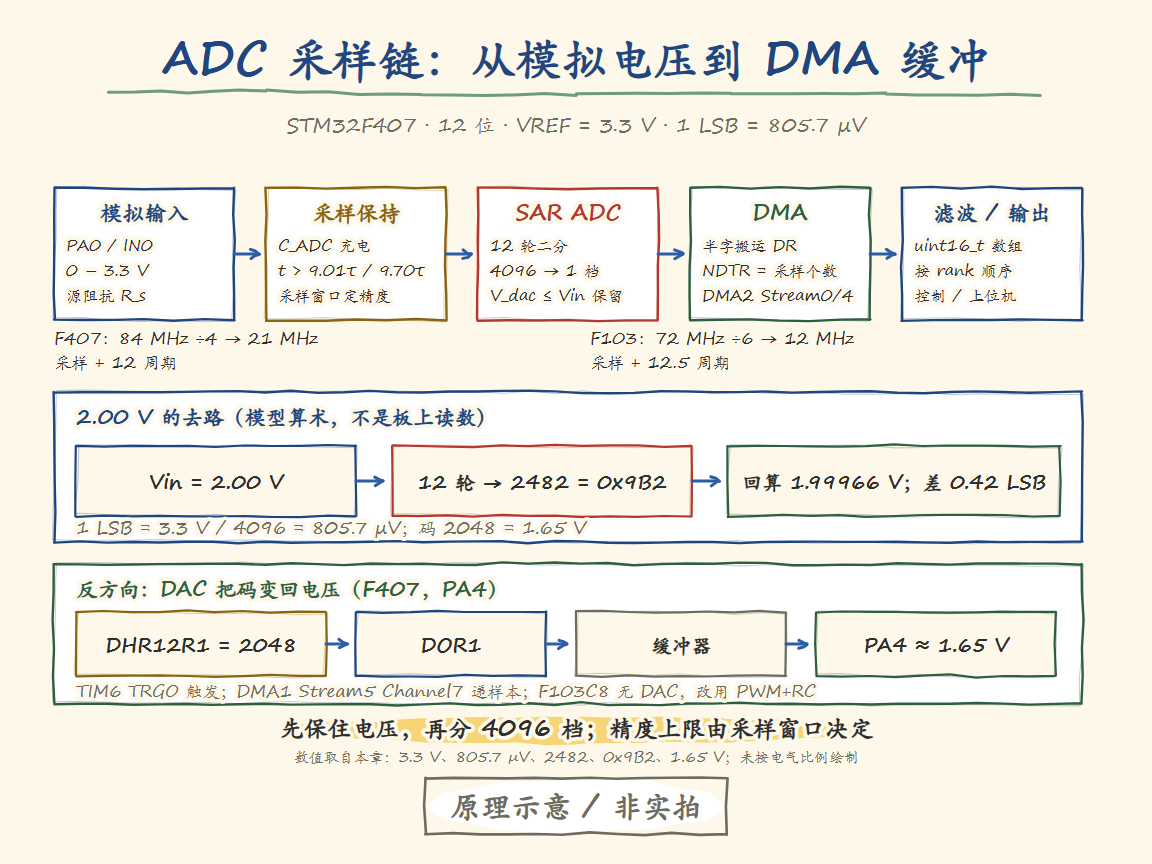 ADC 采样链：从模拟电压到 DMA 缓冲
STM32F407 · 12 位 · VREF = 3.3 V · 1 LSB = 805.7 μV
模拟输入
PA0 / IN0
0 – 3.3 V
源阻抗 R_s
采样保持
C_ADC 充电
t > 9.01τ / 9.70τ
采样窗口定精度
SAR ADC
12 轮二分
4096 → 1 档
V_dac ≤ Vin 保留
DMA
半字搬运 DR
NDTR = 采样个数
DMA2 Stream0/4
滤波 / 输出
uint16_t 数组
按 rank 顺序
控制 / 上位机
F407：84 MHz ÷4 → 21 MHz
采样 + 12 周期
F103：72 MHz ÷6 → 12 MHz
采样 + 12.5 周期
2.00 V 的去路（模型算术，不是板上读数）
Vin = 2.00 V
12 轮 → 2482 = 0x9B2
回算 1.99966 V；差 0.42 LSB
1 LSB = 3.3 V / 4096 = 805.7 μV；码 2048 = 1.65 V
反方向：DAC 把码变回电压（F407，PA4）
DHR12R1 = 2048
DOR1
缓冲器
PA4 ≈ 1.65 V
TIM6 TRGO 触发；DMA1 Stream5 Channel7 递样本；F103C8 无 DAC，改用 PWM+RC
先保住电压，再分 4096 档；精度上限由采样窗口决定
数值取自本章：3.3 V、805.7 μV、2482、0x9B2、1.65 V；未按电气比例绘制
原理示意 / 非实拍